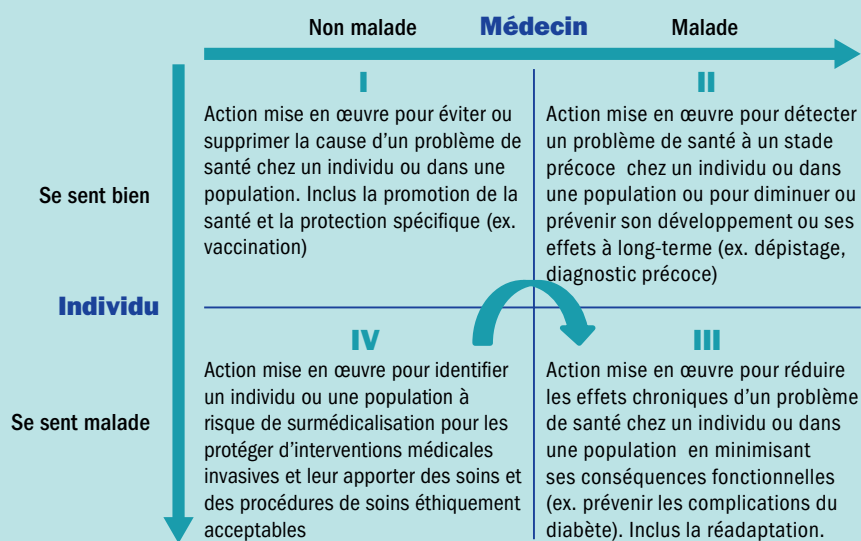 Non malade Médecin Malade
I
Action mise en œuvre pour éviter ou
supprimer la cause d'un problème de
santé chez un individu ou dans une
population. Inclus la promotion de la
santé et la protection spécifique (ex.
vaccination)
II
Action mise en œuvre pour détecter
un problème de santé à un stade
précoce chez un individu ou dans
une population ou pour diminuer ou
prévenir son développement ou ses
effets à long-terme (ex. dépistage,
diagnostic précoce)
Se sent bien
Individu
Se sent malade
IV
Action mise en œuvre pour identifier
un individu ou une population à
risque de surmédicalisation pour les
protéger d'interventions médicales
invasives et leur apporter des soins et
des procédures de soins éthiquement
acceptables
III
Action mise en œuvre pour réduire
les effets chroniques d'un problème
de santé chez un individu ou dans
une population en minimisant
ses conséquences fonctionnelles
(ex. prévenir les complications du
diabète). Inclus la réadaptation.